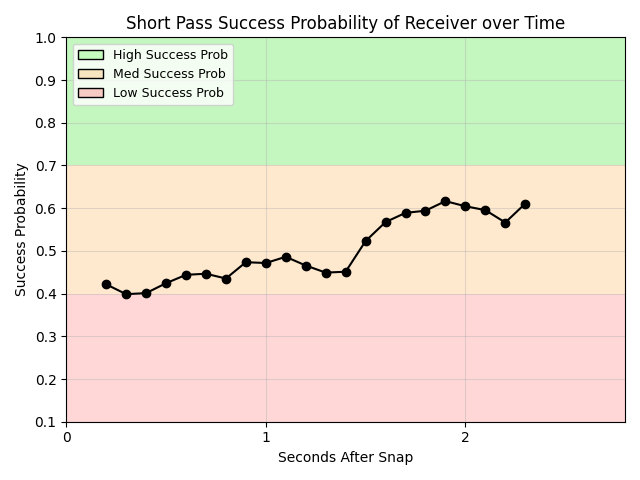 Short Pass Success Probability of Receiver over Time
1.0
High Success Prob
Med Success Prob
0.9
Low Success Prob
0.8
0.7
0.6
Success Probability
0.5
0.4
0.3
0.2
0.1
0
1
2
Seconds After Snap